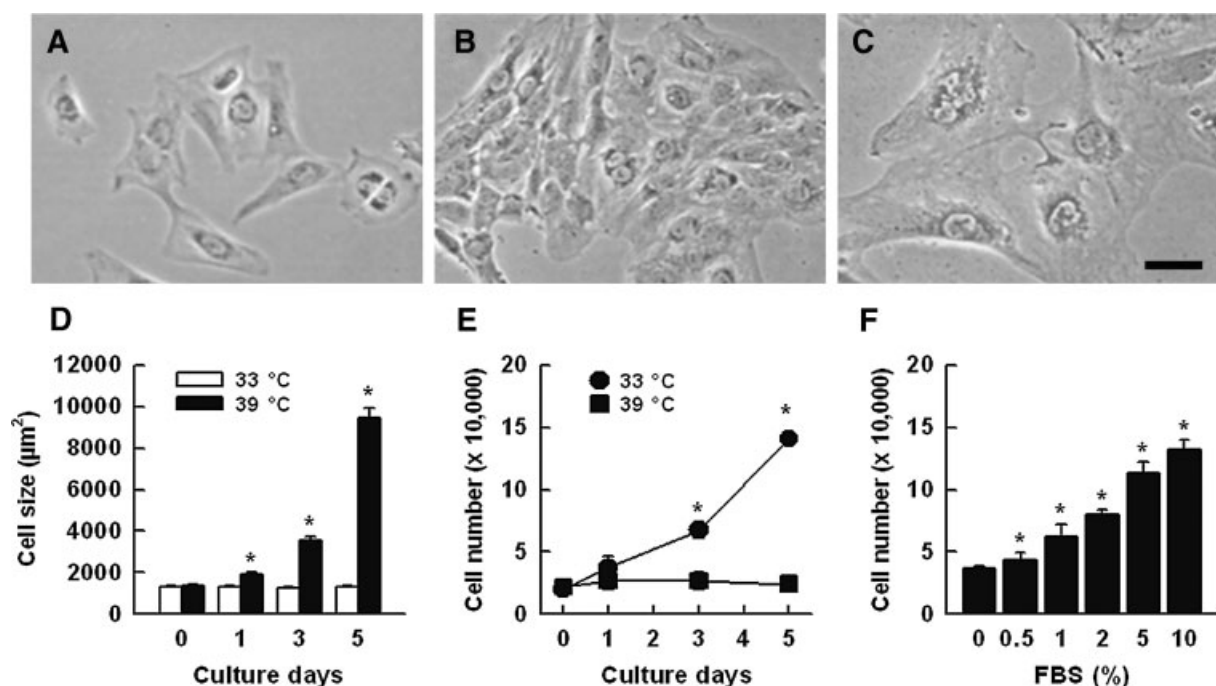 A
B
C
D
12000
10000
8000
6000
4000
2000
0
Cell size (µm²)
33 °C
39 °C
*
*
*
0 1 3 5
Culture days
E
20
15
10
5
0
Cell number (x 10,000)
33 °C
39 °C
*
*
0 1 2 3 4 5
Culture days
F
20
15
10
5
0
Cell number (x 10,000)
*
*
*
*
*
0 0.5 1 2 5 10
FBS (%)